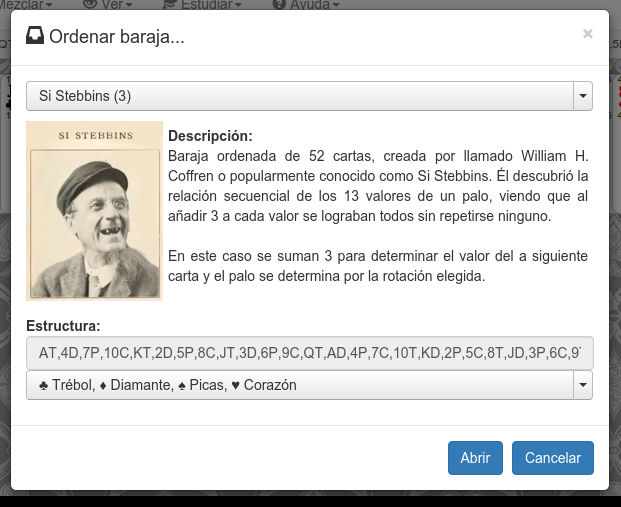 Mezclar Ver Estudiar Ayuda
Ordenar baraja... ×
Si Stebbins (3)
SI STEBBINS
Descripción:
Baraja ordenada de 52 cartas, creada por llamado William H.
Coffren o popularmente conocido como Si Stebbins. Él descubrió la
relación secuencial de los 13 valores de un palo, viendo que al
añadir 3 a cada valor se lograban todos sin repetirse ninguno.
En este caso se suman 3 para determinar el valor del a siguiente
carta y el palo se determina por la rotación elegida.
Estructura:
AT,4D,7P,10C,KT,2D,5P,8C,JT,3D,6P,9C,QT,AD,4P,7C,10T,KD,2P,5C,8T,JD,3P,6C,9T
♣ Trébol, ♦ Diamante, ♠ Picas, ♥ Corazón
Abrir Cancelar